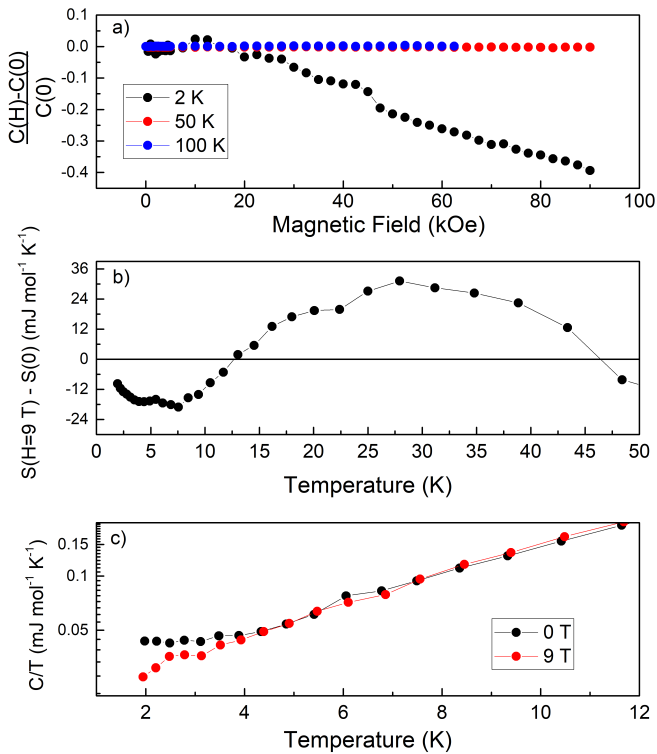 a)
C(H)-C(0)
C(0)
0.0
-0.1
-0.2
-0.3
-0.4
2 K
50 K
100 K
0 20 40 60 80 100
Magnetic Field (kOe)
b)
S(H=9 T) - S(0) (mJ mol⁻¹ K⁻¹)
36
24
12
0
-12
-24
0 5 10 15 20 25 30 35 40 45 50
Temperature (K)
c)
C/T (mJ mol⁻¹ K⁻¹)
0.15
0.1
0.05
0 T
9 T
2 4 6 8 10 12
Temperature (K)